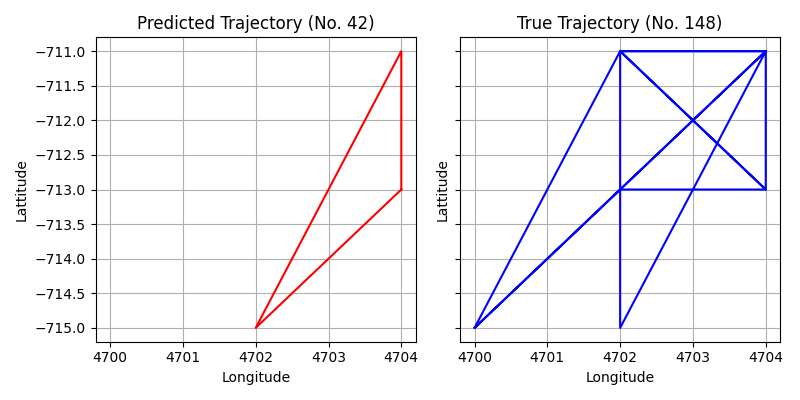 Predicted Trajectory (No. 42)
True Trajectory (No. 148)
Lattitude
−711.0
−711.5
−712.0
−712.5
−713.0
−713.5
−714.0
−714.5
−715.0
4700 4701 4702 4703 4704
Longitude
Lattitude
4700 4701 4702 4703 4704
Longitude